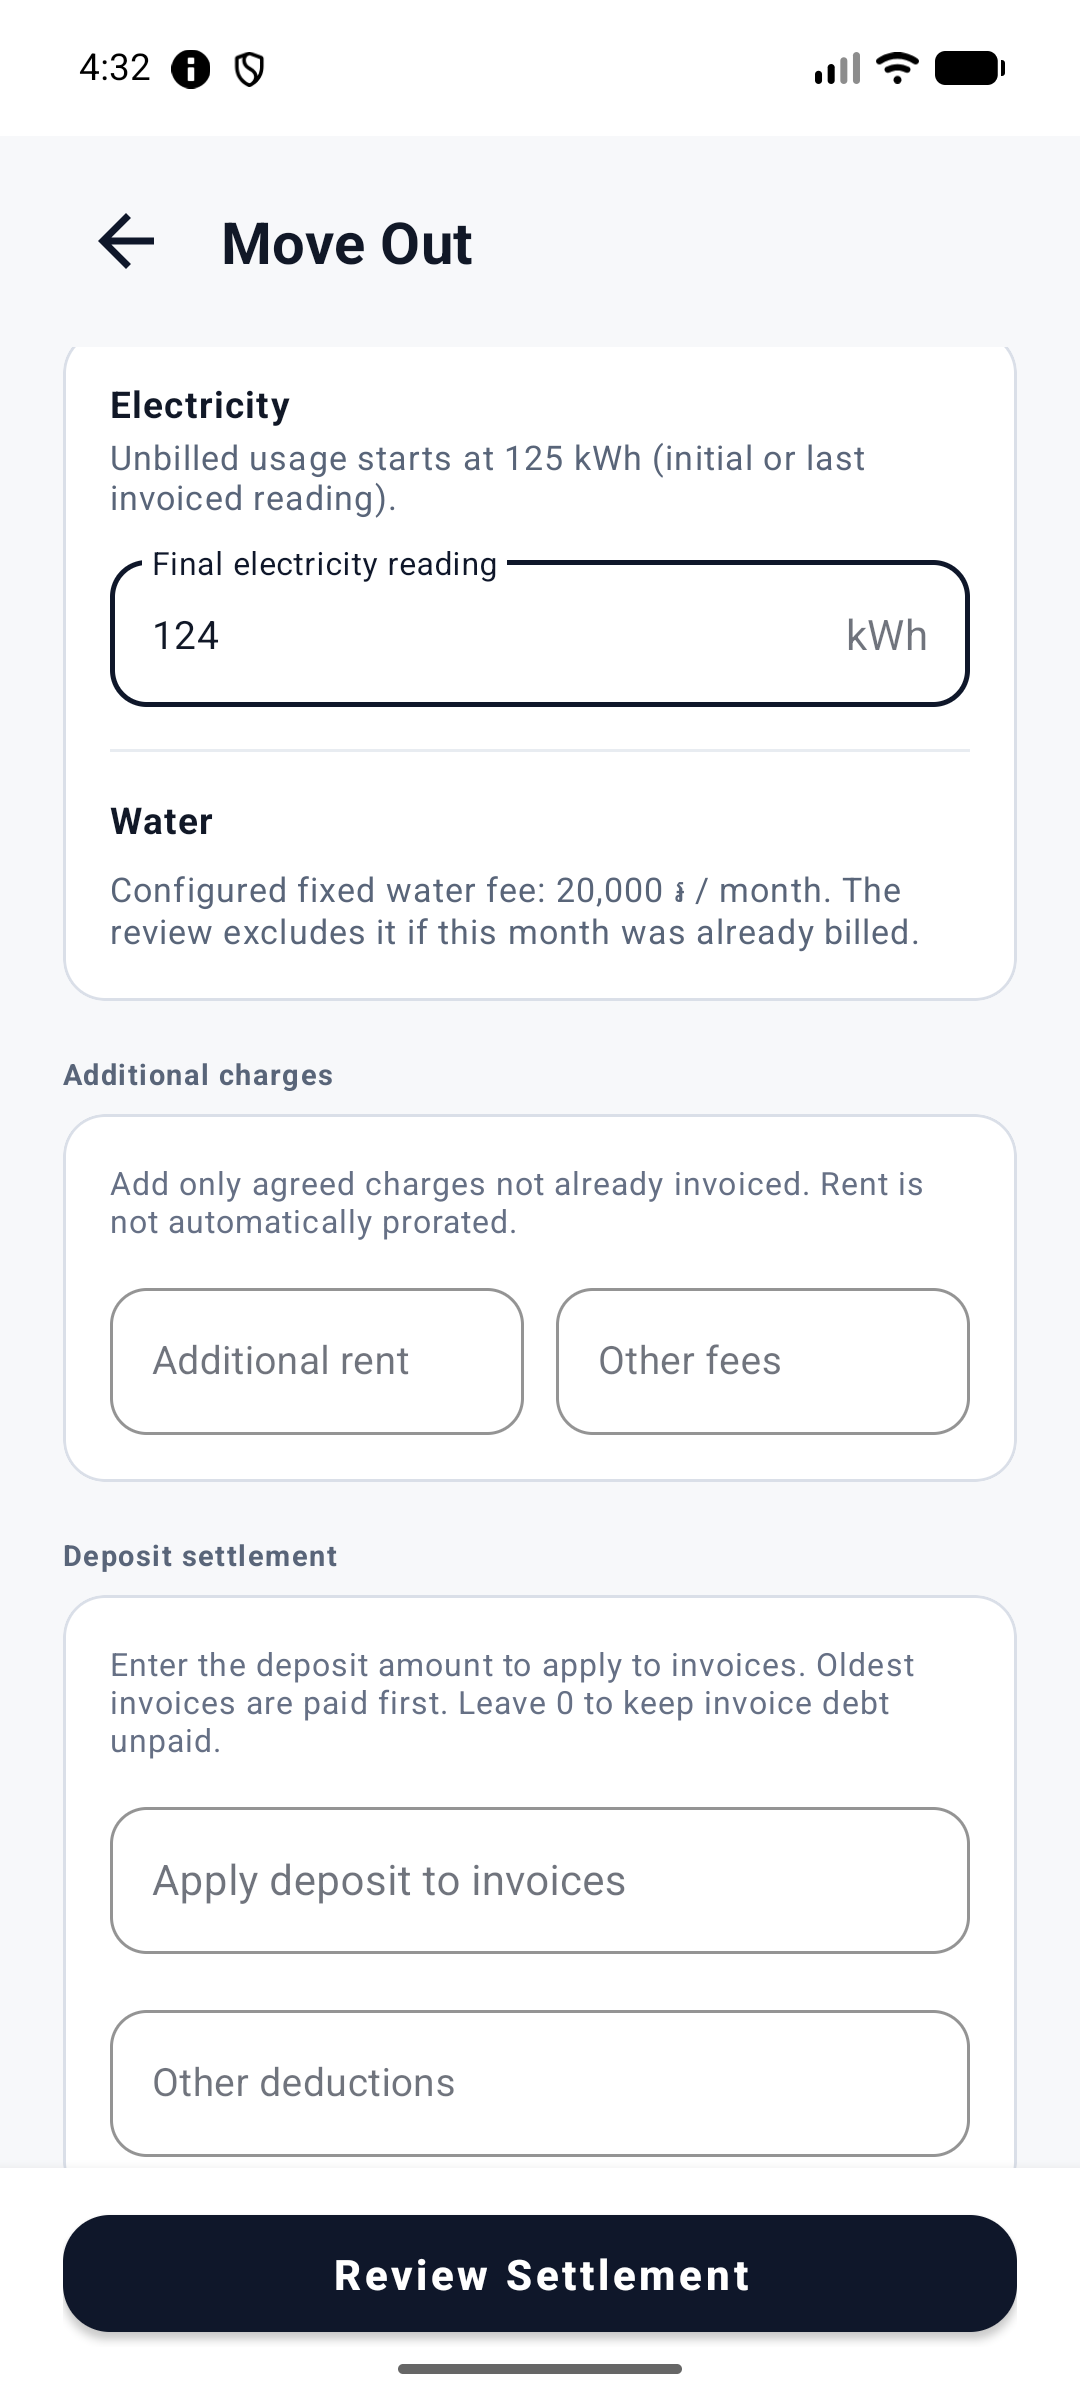 4:32
Move Out
Electricity
Unbilled usage starts at 125 kWh (initial or last
invoiced reading).
Final electricity reading
124 kWh
Water
Configured fixed water fee: 20,000 ៛ / month. The
review excludes it if this month was already billed.
Additional charges
Add only agreed charges not already invoiced. Rent is
not automatically prorated.
Additional rent
Other fees
Deposit settlement
Enter the deposit amount to apply to invoices. Oldest
invoices are paid first. Leave 0 to keep invoice debt
unpaid.
Apply deposit to invoices
Other deductions
Review Settlement